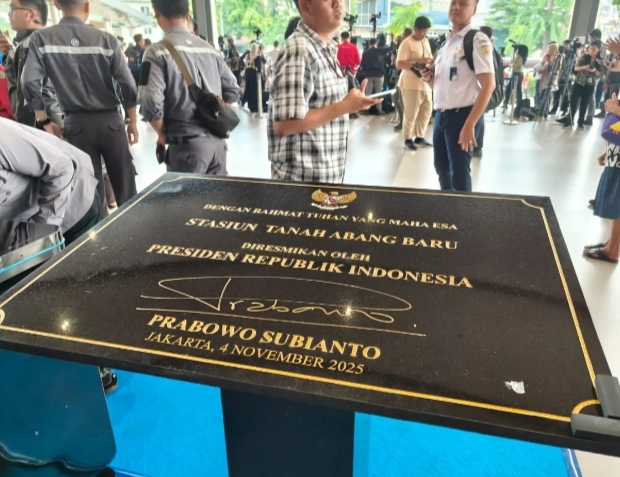 DENGAN RAHMAT TUHAN YANG MAHA ESA
STASIUN TANAH ABANG BARU
DIRESMIKAN OLEH
PRESIDEN REPUBLIK INDONESIA
Prabowo
PRABOWO SUBIANTO
JAKARTA, 4 NOVEMBER 2025